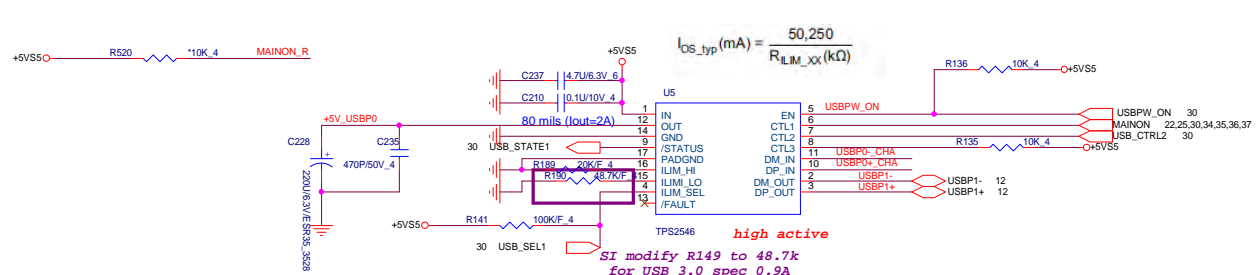 I_OS_typ(mA) = 50,250 / R_ILIM_XX(kΩ)
+5VS5 R520 *10K_4 MAINON_R
+5VS5
R136 10K_4 +5VS5
C237 4.7U/6.3V_6
C210 0.1U/10V_4
U5
80 mils (Iout=2A)
+5V_USBP0
1 IN EN 5 USBPW_ON USBPW_ON 30
12 OUT CTL1 6 MAINON 22,25,30,34,35,36,37
14 GND CTL2 7 USB_CTRL2 30
30 USB_STATE1 9 /STATUS CTL3 8 R135 10K_4 +5VS5
17 PADGND DM_IN 11 USBP0-_CHA
R189 20K/F_4 16 ILIM_HI DP_IN 10 USBP0+_CHA
R190 48.7K/F_4 15 ILIMI_LO DM_OUT 2 USBP1- USBP1- 12
4 ILIM_SEL DP_OUT 3 USBP1+ USBP1+ 12
13 /FAULT
C228
220U/6.3V/ESR35_3528
C235
470P/50V_4
+5VS5 R141 100K/F_4
30 USB_SEL1
TPS2546
high active
SI modify R149 to 48.7k
for USB 3.0 spec 0.9A